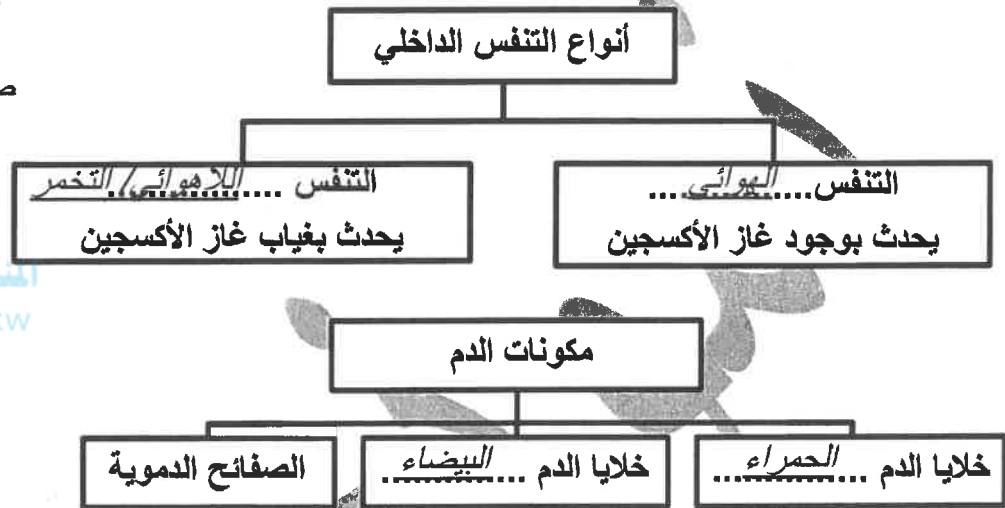 أنواع التنفس الداخلي
التنفس.....الهوائي.....
يحدث بوجود غاز الأكسجين
التنفس .....اللاهوائي/التخمر
يحدث بغياب غاز الأكسجين
مكونات الدم
خلايا الدم .....الحمراء.....
خلايا الدم .....البيضاء.....
الصفائح الدموية